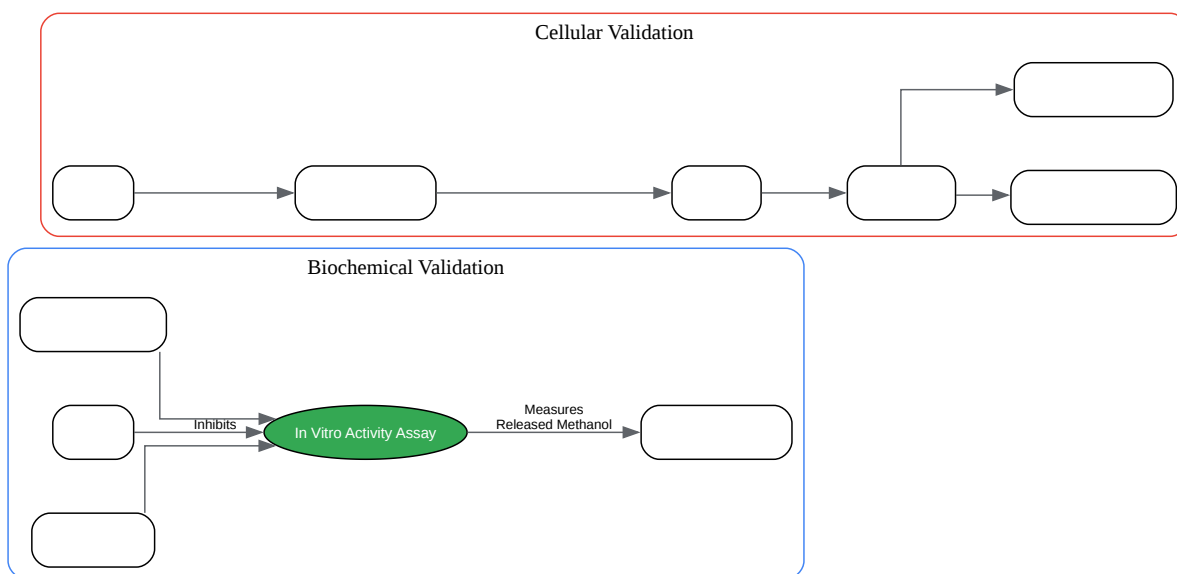 Cellular Validation
Biochemical Validation
Inhibits
In Vitro Activity Assay
Measures
Released Methanol